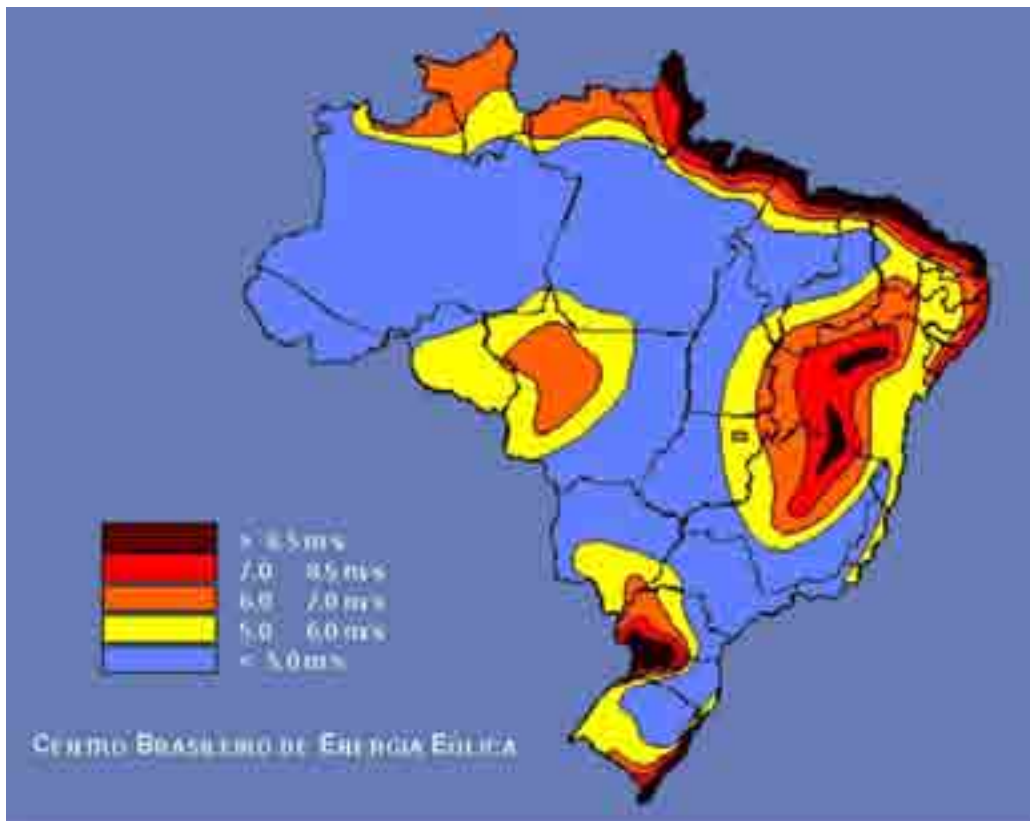 > 8.5 m/s
7.0 8.5 m/s
6.0 7.0 m/s
5.0 6.0 m/s
< 5.0 m/s
CENTRO BRASILEIRO DE ENERGIA EÓLICA